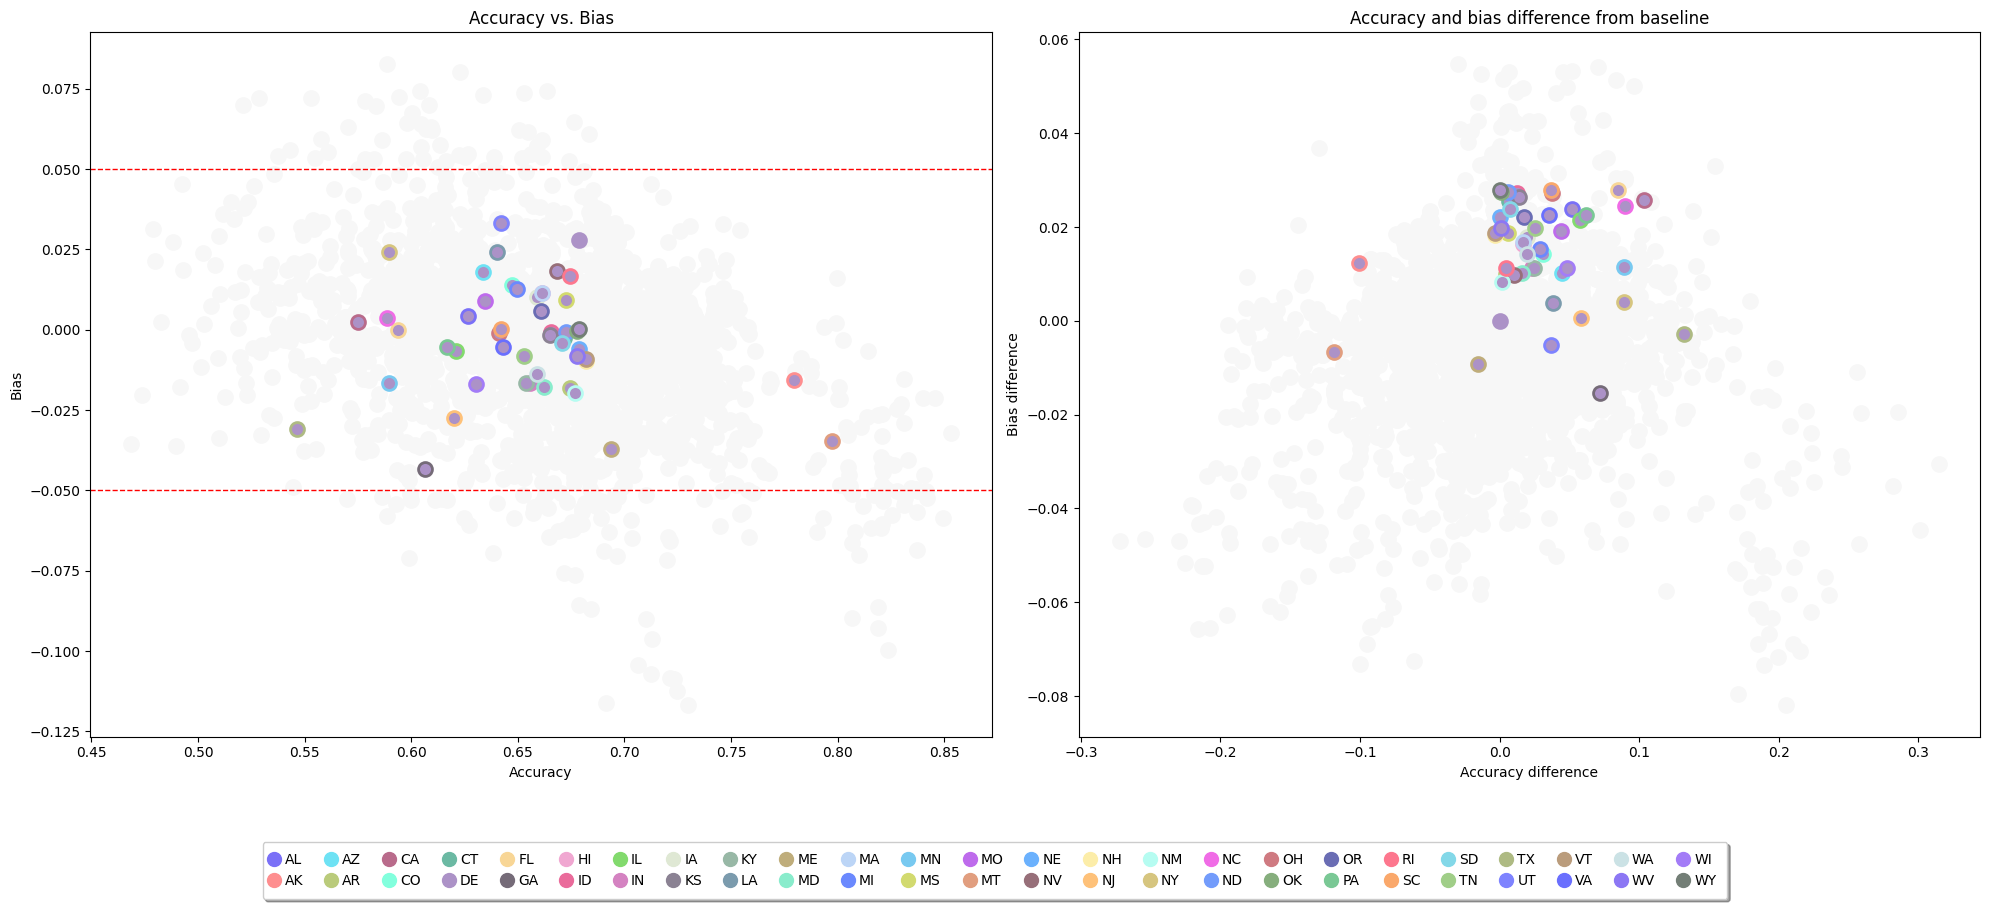 Accuracy vs. Bias
0.075
0.050
0.025
0.000
−0.025
−0.050
−0.075
−0.100
−0.125
Bias
0.45 0.50 0.55 0.60 0.65 0.70 0.75 0.80 0.85
Accuracy
Accuracy and bias difference from baseline
0.06
0.04
0.02
0.00
−0.02
−0.04
−0.06
−0.08
Bias difference
−0.3 −0.2 −0.1 0.0 0.1 0.2 0.3
Accuracy difference
AL AZ CA CT FL HI IL IA KY ME MA MN MO NE NH NM NC OH OR RI SD TX VT WA WI
AK AR CO DE GA ID IN KS LA MD MI MS MT NV NJ NY ND OK PA SC TN UT VA WV WY